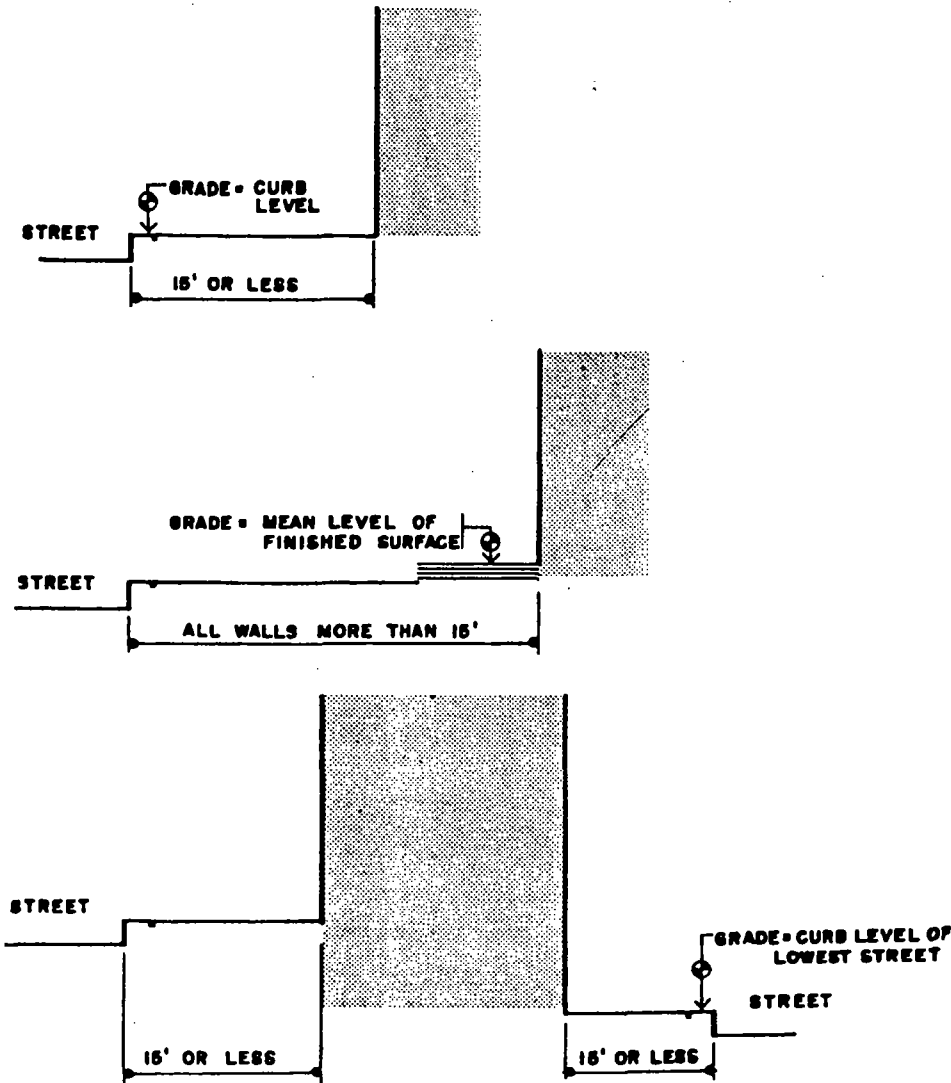 GRADE = CURB
LEVEL
STREET
15' OR LESS
GRADE = MEAN LEVEL OF
FINISHED SURFACE
STREET
ALL WALLS MORE THAN 15'
STREET
GRADE = CURB LEVEL OF
LOWEST STREET
STREET
15' OR LESS
15' OR LESS